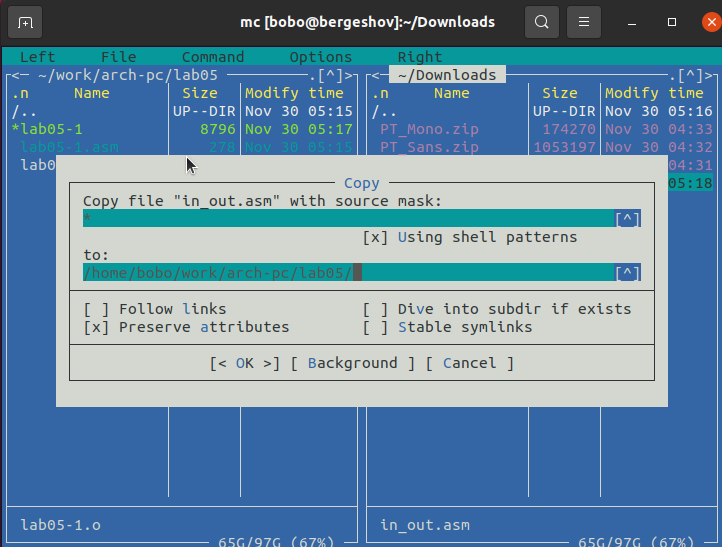 mc [bobo@bergeshov]:~/Downloads
Left File Command Options Right
<─ ~/work/arch-pc/lab05 .[^]> <─ ~/Downloads .[^]>
.n Name Size Modify time .n Name Size Modify time
/.. UP--DIR Nov 30 05:15 /.. UP--DIR Nov 30 05:16
*lab05-1 8796 Nov 30 05:17 PT_Mono.zip 174270 Nov 30 04:33
lab05-1.asm 278 Nov 30 05:15 PT_Sans.zip 1053197 Nov 30 04:32
lab0 04:31
05:18
Copy
Copy file "in_out.asm" with source mask:
* [^]
[x] Using shell patterns
to:
/home/bobo/work/arch-pc/lab05/ [^]
[ ] Follow links [ ] Dive into subdir if exists
[x] Preserve attributes [ ] Stable symlinks
[< OK >] [ Background ] [ Cancel ]
lab05-1.o in_out.asm
65G/97G (67%) 65G/97G (67%)